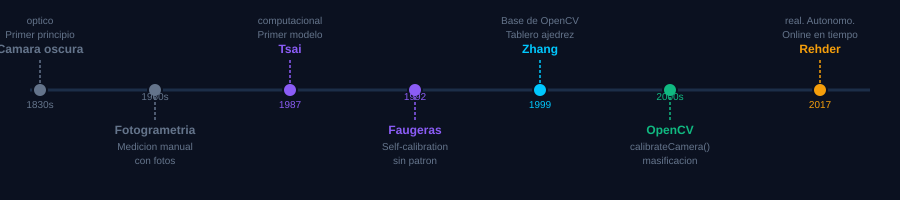 optico
Primer principio
Camara oscura
1830s
1960s
Fotogrametria
Medicion manual
con fotos
computacional
Primer modelo
Tsai
1987
1992
Faugeras
Self-calibration
sin patron
Base de OpenCV
Tablero ajedrez
Zhang
1999
2000s
OpenCV
calibrateCamera()
masificacion
real. Autonomo.
Online en tiempo
Rehder
2017